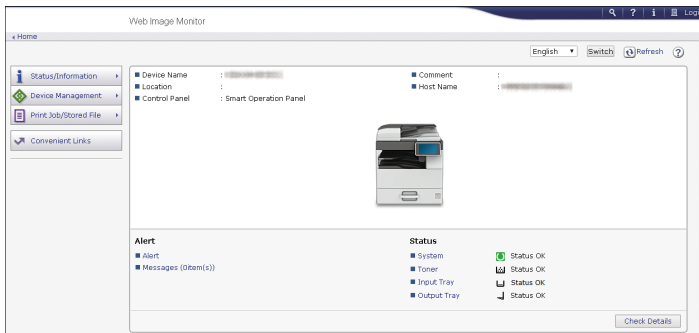 Web Image Monitor
? | i | Log
Home
English Switch Refresh ?
Status/Information
Device Management
Print Job/Stored File
Convenient Links
Device Name :
Comment :
Location :
Host Name :
Control Panel : Smart Operation Panel
Alert
Alert
Messages (0item(s))
Status
System Status OK
Toner Status OK
Input Tray Status OK
Output Tray Status OK
Check Details